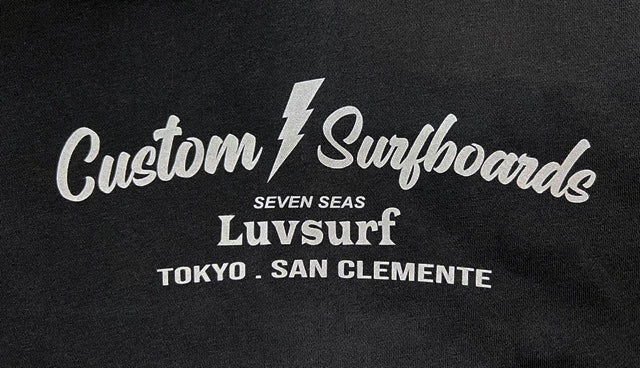 Custom Surfboards
SEVEN SEAS
Luvsurf
TOKYO . SAN CLEMENTE